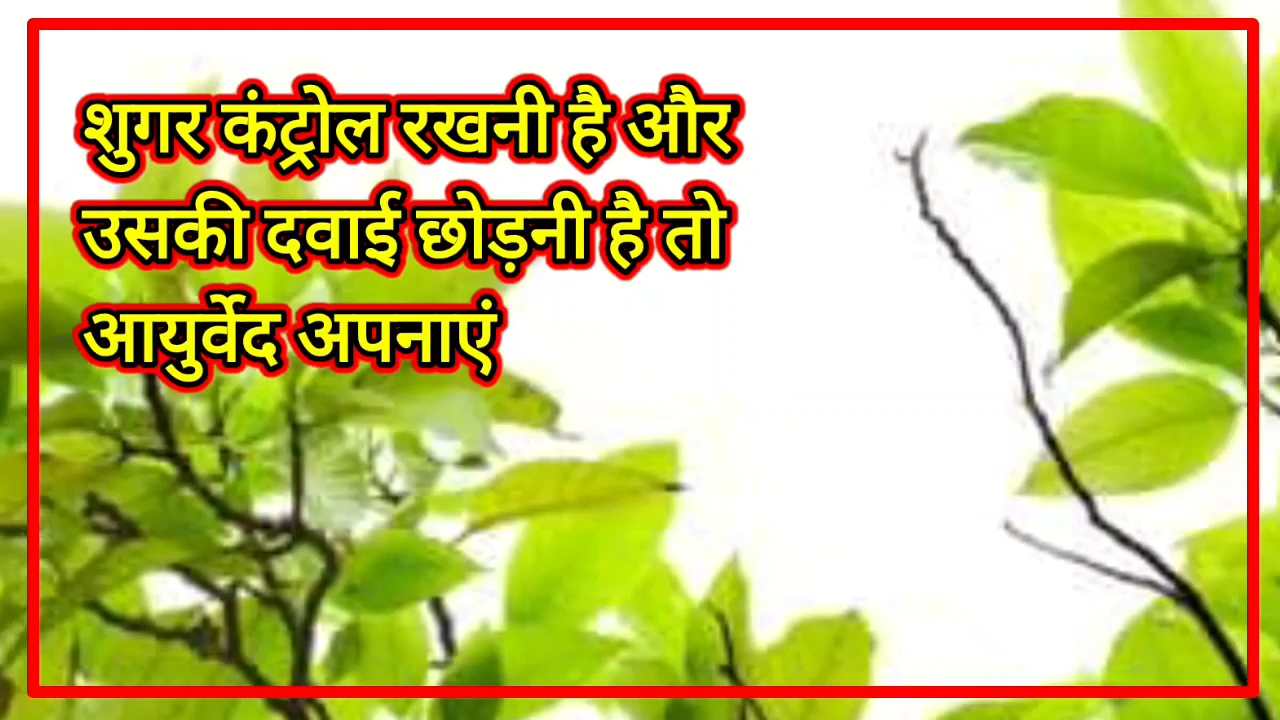 शुगर कंट्रोल रखनी है और
उसकी दवाई छोड़नी है तो
आयुर्वेद अपनाएं